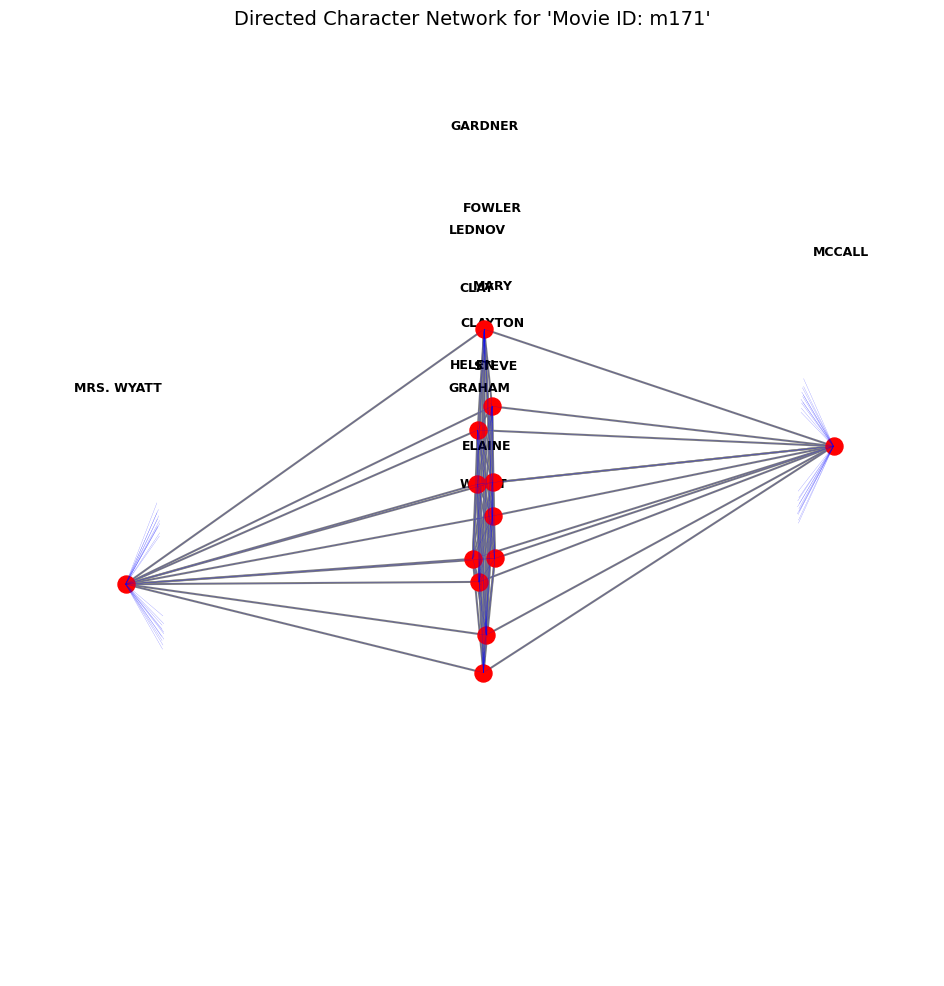 Directed Character Network for 'Movie ID: m171'
GARDNER
FOWLER
LEDNOV
MCCALL
MARY
CLAY
CLAYTON
HELEN
STEVE
MRS. WYATT
GRAHAM
ELAINE
WYATT